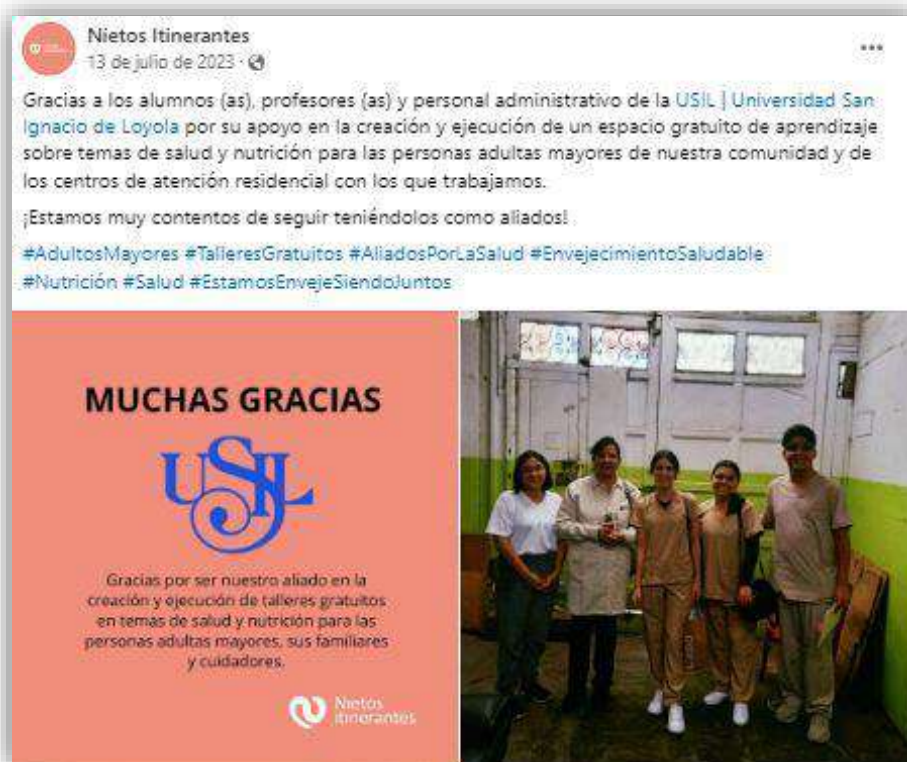 Nietos Itinerantes
13 de julio de 2023 ·
Gracias a los alumnos (as), profesores (as) y personal administrativo de la USIL | Universidad San
Ignacio de Loyola por su apoyo en la creación y ejecución de un espacio gratuito de aprendizaje
sobre temas de salud y nutrición para las personas adultas mayores de nuestra comunidad y de
los centros de atención residencial con los que trabajamos.
¡Estamos muy contentos de seguir teniéndolos como aliados!
#AdultosMayores #TalleresGratuitos #AliadosPorLaSalud #EnvejecimientoSaludable
#Nutrición #Salud #EstamosEnvejeSiendoJuntos
MUCHAS GRACIAS
USIL
Gracias por ser nuestro aliado en la
creación y ejecución de talleres gratuitos
en temas de salud y nutrición para las
personas adultas mayores, sus familiares
y cuidadores.
Nietos
itinerantes